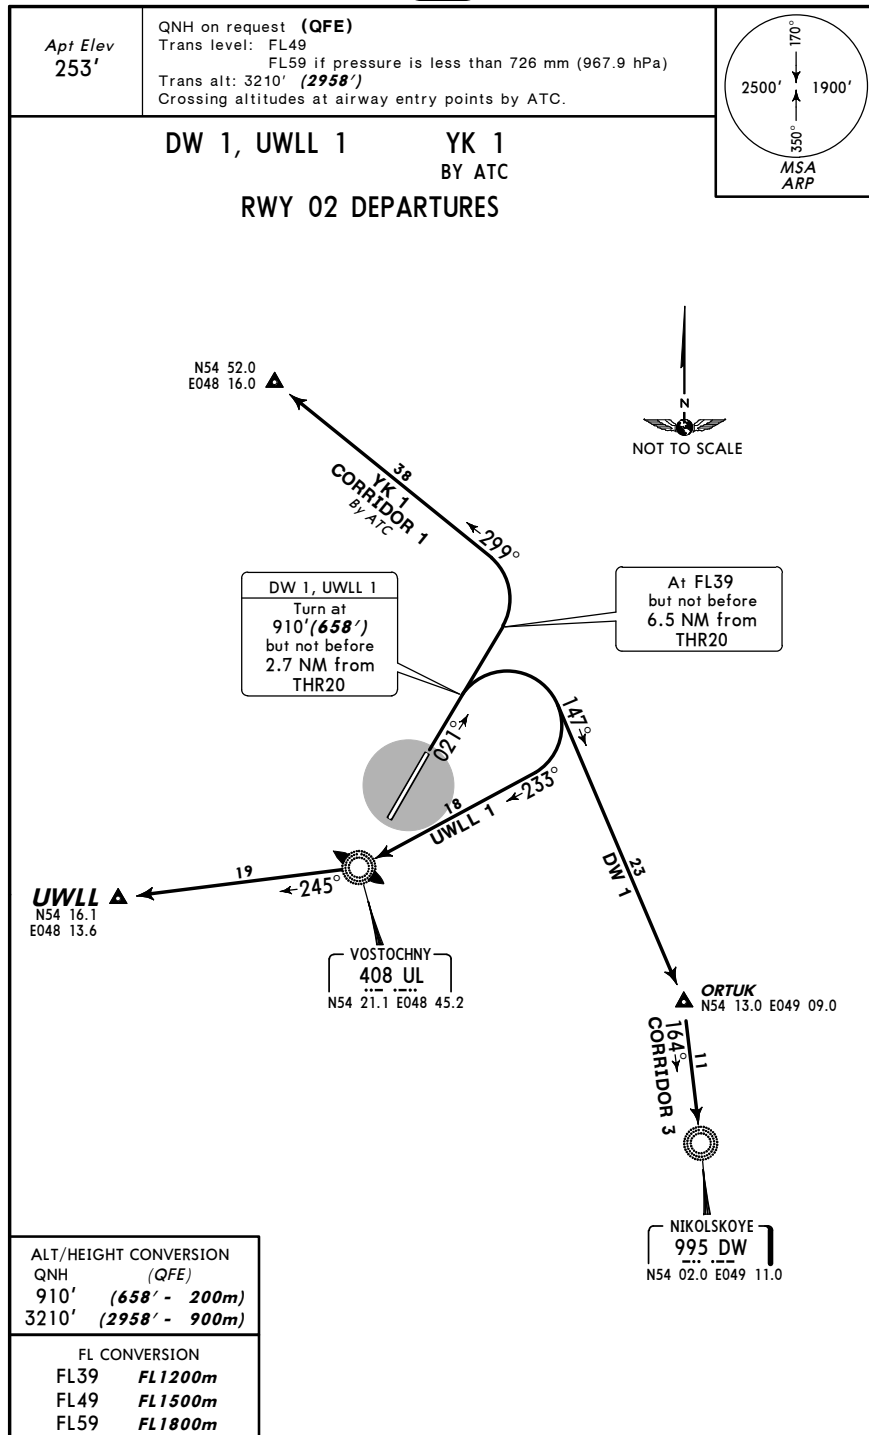 Apt Elev
253'
QNH on request (QFE)
Trans level: FL49
FL59 if pressure is less than 726 mm (967.9 hPa)
Trans alt: 3210' (2958')
Crossing altitudes at airway entry points by ATC.
170°
2500' 1900'
350°
MSA
ARP
DW 1, UWLL 1 YK 1
BY ATC
RWY 02 DEPARTURES
N54 52.0
E048 16.0
N
NOT TO SCALE
38
YK 1
CORRIDOR 1
By ATC
299°
DW 1, UWLL 1
Turn at
910'(658')
but not before
2.7 NM from
THR20
At FL39
but not before
6.5 NM from
THR20
021°
147°
233°
18
UWLL 1
23
DW 1
19
245°
UWLL
N54 16.1
E048 13.6
VOSTOCHNY
408 UL
N54 21.1 E048 45.2
ORTUK
N54 13.0 E049 09.0
164°
11
CORRIDOR 3
NIKOLSKOYE
995 DW
N54 02.0 E049 11.0
ALT/HEIGHT CONVERSION
QNH (QFE)
910' (658' - 200m)
3210' (2958' - 900m)
FL CONVERSION
FL39 FL1200m
FL49 FL1500m
FL59 FL1800m